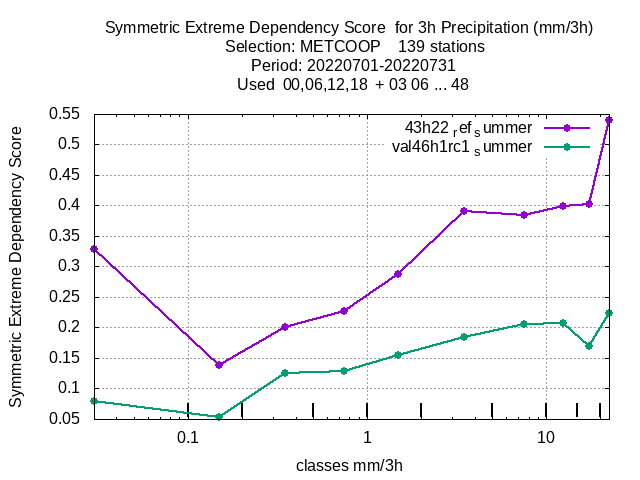 Symmetric Extreme Dependency Score  for 3h Precipitation (mm/3h)
Selection: METCOOP    139 stations
Period: 20220701-20220731
Used  00,06,12,18  + 03 06 ... 48
0.55
0.5
0.45
0.4
0.35
0.3
0.25
0.2
0.15
0.1
0.05
Symmetric Extreme Dependency Score
43h22 ref summer
val46h1rc1 summer
0.1 1 10
classes mm/3h